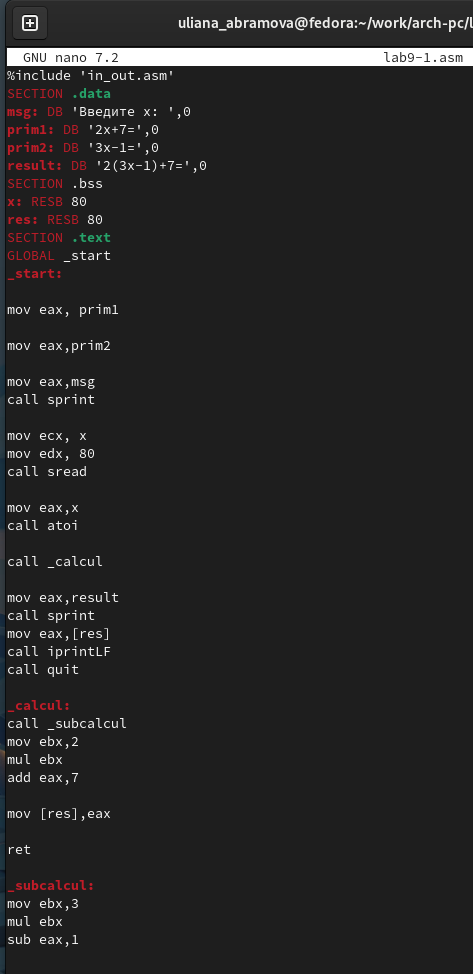 uliana_abramova@fedora:~/work/arch-pc/
GNU nano 7.2 lab9-1.asm
%include 'in_out.asm'
SECTION .data
msg: DB 'Введите x: ',0
prim1: DB '2x+7=',0
prim2: DB '3x-1=',0
result: DB '2(3x-1)+7=',0
SECTION .bss
x: RESB 80
res: RESB 80
SECTION .text
GLOBAL _start
_start:
mov eax, prim1
mov eax,prim2
mov eax,msg
call sprint
mov ecx, x
mov edx, 80
call sread
mov eax,x
call atoi
call _calcul
mov eax,result
call sprint
mov eax,[res]
call iprintLF
call quit
_calcul:
call _subcalcul
mov ebx,2
mul ebx
add eax,7
mov [res],eax
ret
_subcalcul:
mov ebx,3
mul ebx
sub eax,1